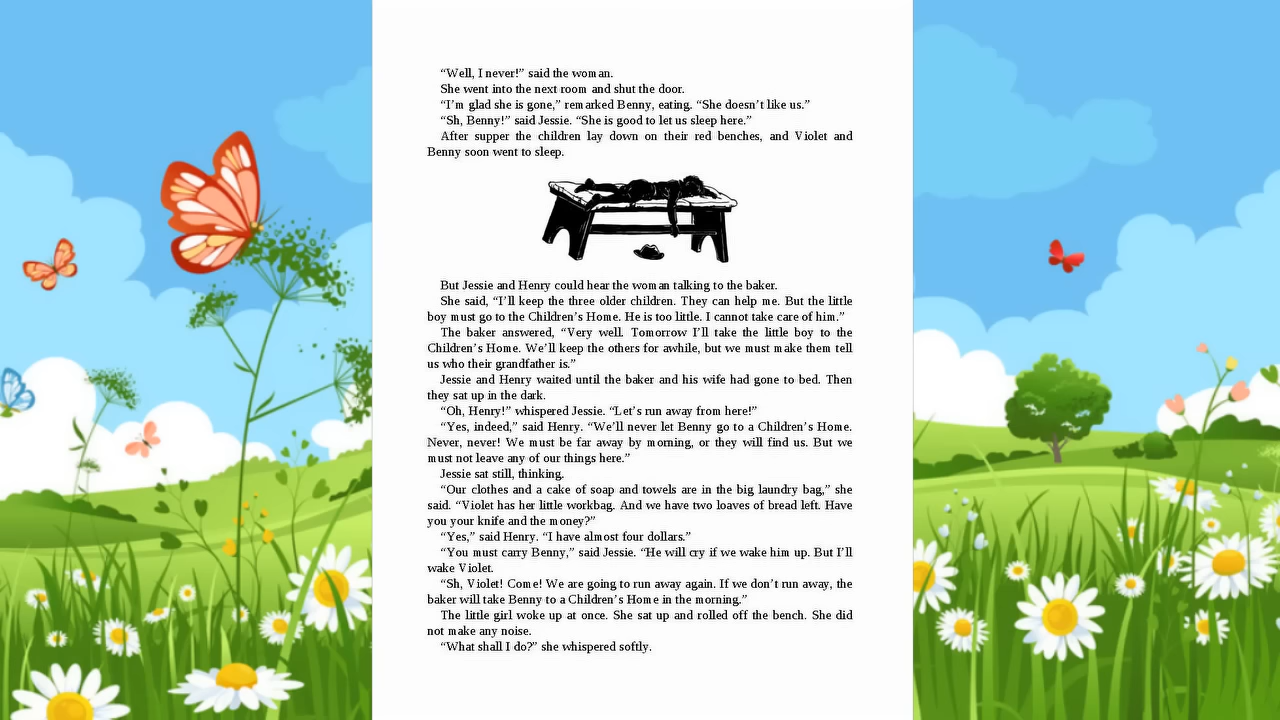 “Well, I never!” said the woman.
She went into the next room and shut the door.
“I’m glad she is gone,” remarked Benny, eating. “She doesn’t like us.”
“Sh, Benny!” said Jessie. “She is good to let us sleep here.”
After supper the children lay down on their red benches, and Violet and
Benny soon went to sleep.
But Jessie and Henry could hear the woman talking to the baker.
She said, “I’ll keep the three older children. They can help me. But the little
boy must go to the Children’s Home. He is too little. I cannot take care of him.”
The baker answered, “Very well. Tomorrow I’ll take the little boy to the
Children’s Home. We’ll keep the others for awhile, but we must make them tell
us who their grandfather is.”
Jessie and Henry waited until the baker and his wife had gone to bed. Then
they sat up in the dark.
“Oh, Henry!” whispered Jessie. “Let’s run away from here!”
“Yes, indeed,” said Henry. “We’ll never let Benny go to a Children’s Home.
Never, never! We must be far away by morning, or they will find us. But we
must not leave any of our things here.”
Jessie sat still, thinking.
“Our clothes and a cake of soap and towels are in the big laundry bag,” she
said. “Violet has her little workbag. And we have two loaves of bread left. Have
you your knife and the money?”
“Yes,” said Henry. “I have almost four dollars.”
“You must carry Benny,” said Jessie. “He will cry if we wake him up. But I’ll
wake Violet.
“Sh, Violet! Come! We are going to run away again. If we don’t run away, the
baker will take Benny to a Children’s Home in the morning.”
The little girl woke up at once. She sat up and rolled off the bench. She did
not make any noise.
“What shall I do?” she whispered softly.